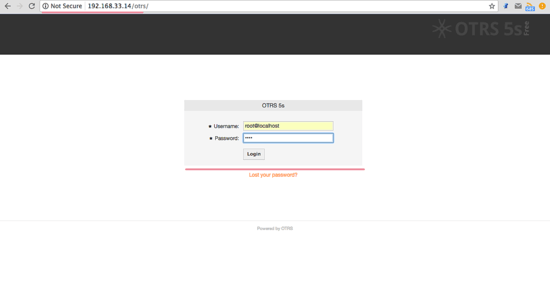 Not Secure 192.168.33.14/otrs/
OTRS 5s
free
OTRS 5s
Username: root@localhost
Password: ••••
Login
Lost your password?
Powered by OTRS